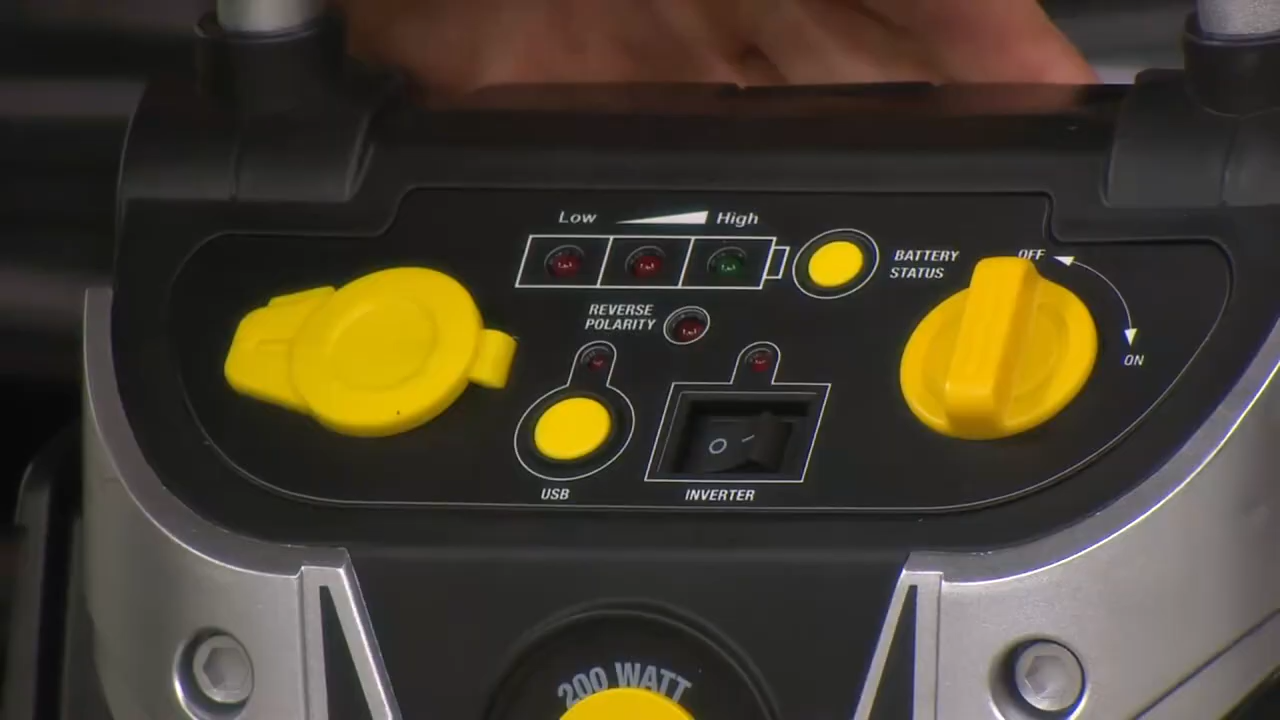 Low High
BATTERY
STATUS
OFF
REVERSE
POLARITY
ON
O —
USB
INVERTER
200 WATT